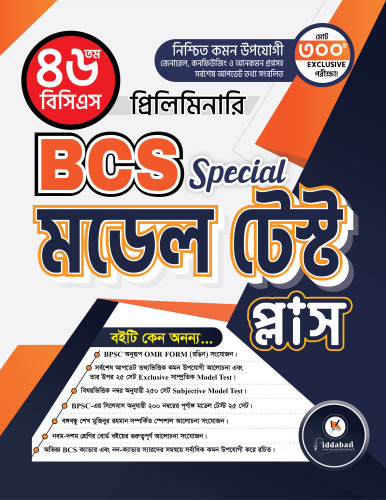 ৪৬তম
বিসিএস
নিশ্চিত কমন উপযোগী
জেনারেল, কনফিউজিং ও আনকমন প্রশ্নসহ
সর্বশেষ আপডেট তথ্য সংবলিত
মোট
৩০০+
EXCLUSIVE
পরীক্ষা!
প্রিলিমিনারি
BCS Special
মডেল টেস্ট
প্লাস
বইটি কেন অনন্য...
BPSC অনুরূপ OMR FORM (রঙিন) সংযোজন।
সর্বশেষ আপডেট তথ্যভিত্তিক কমন উপযোগী আলোচনা এবং
তার উপর ২৫ সেট Exclusive সাম্প্রতিক Model Test।
বিষয়ভিত্তিক নম্বর অনুযায়ী ২৫০ সেট Subjective Model Test।
BPSC-এর সিলেবাস অনুযায়ী ২০০ নম্বরের পূর্ণাঙ্গ মডেল টেস্ট ২৫ সেট।
বঙ্গবন্ধু শেখ মুজিবুর রহমান সম্পর্কিত স্পেশাল আলোচনা সংযোজন।
নবম-দশম শ্রেণির বোর্ড বইয়ের গুরুত্বপূর্ণ আলোচনা সংযোজন।
অভিজ্ঞ BCS ক্যাডার এবং নন-ক্যাডার স্যারদের সমন্বয়ে সর্বাধিক কমন উপযোগী করে রচিত।
iddabari